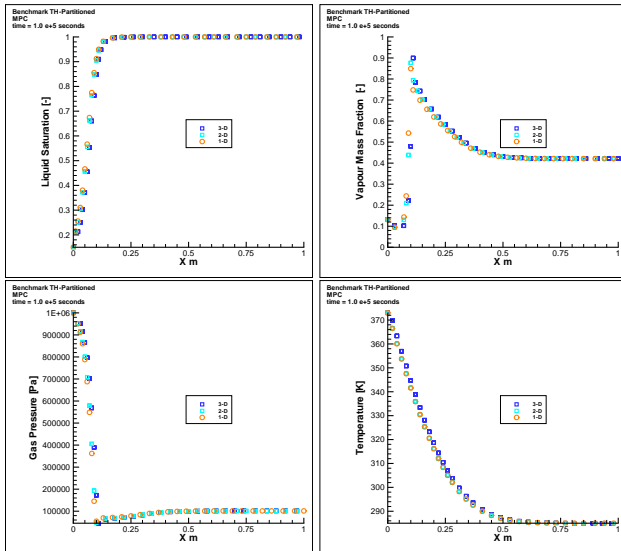 Benchmark TH-Partitioned
MPC
time = 1.0 e+5 seconds
Liquid Saturation [-]
1
0.9
0.8
0.7
0.6
0.5
0.4
0.3
0.2
3-D
2-D
1-D
0
0.25
0.5
0.75
1
X m
Benchmark TH-Partitioned
MPC
time = 1.0 e+5 seconds
Vapour Mass Fraction [-]
1
0.9
0.8
0.7
0.6
0.5
0.4
0.3
0.2
0.1
0
3-D
2-D
1-D
0
0.25
0.5
0.75
1
X m
Benchmark TH-Partitioned
MPC
time = 1.0 e+5 seconds
Gas Pressure [Pa]
1E+06
900000
800000
700000
600000
500000
400000
300000
200000
100000
3-D
2-D
1-D
0
0.25
0.5
0.75
1
X m
Benchmark TH-Partitioned
MPC
time = 1.0 e+5 seconds
Temperature [K]
370
360
350
340
330
320
310
300
290
3-D
2-D
1-D
0
0.25
0.5
0.75
1
X m